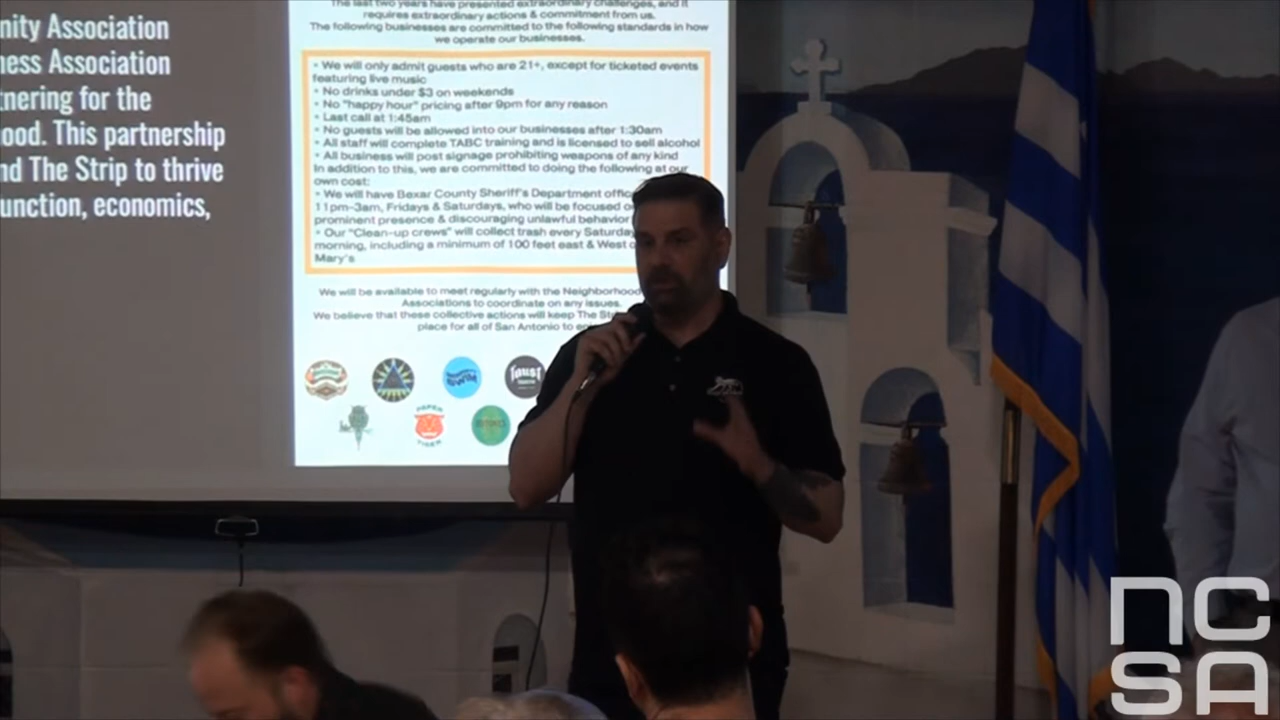 nity Association
ness Association
tnering for the
ood. This partnership
nd The Strip to thrive
unction, economics,
The last two years have presented extraordinary challenges, and it
requires extraordinary actions & commitment from us.
The following businesses are committed to the following standards in how
we operate our businesses.
• We will only admit guests who are 21+, except for ticketed events
featuring live music
• No drinks under $3 on weekends
• No "happy hour" pricing after 9pm for any reason
• Last call at 1:45am
• No guests will be allowed into our businesses after 1:30am
• All staff will complete TABC training and is licensed to sell alcohol
• All business will post signage prohibiting weapons of any kind
In addition to this, we are committed to doing the following at our
own cost:
• We will have Bexar County Sheriff's Department offic
11pm-3am, Fridays & Saturdays, who will be focused o
prominent presence & discouraging unlawful behavior
• Our "Clean-up crews" will collect trash every Saturda
morning, including a minimum of 100 feet east & West o
Mary's
We will be available to meet regularly with the Neighborhood
Associations to coordinate on any issues.
We believe that these collective actions will keep The St
place for all of San Antonio to enj
Faust
PAPER
TIGER
NC
SA